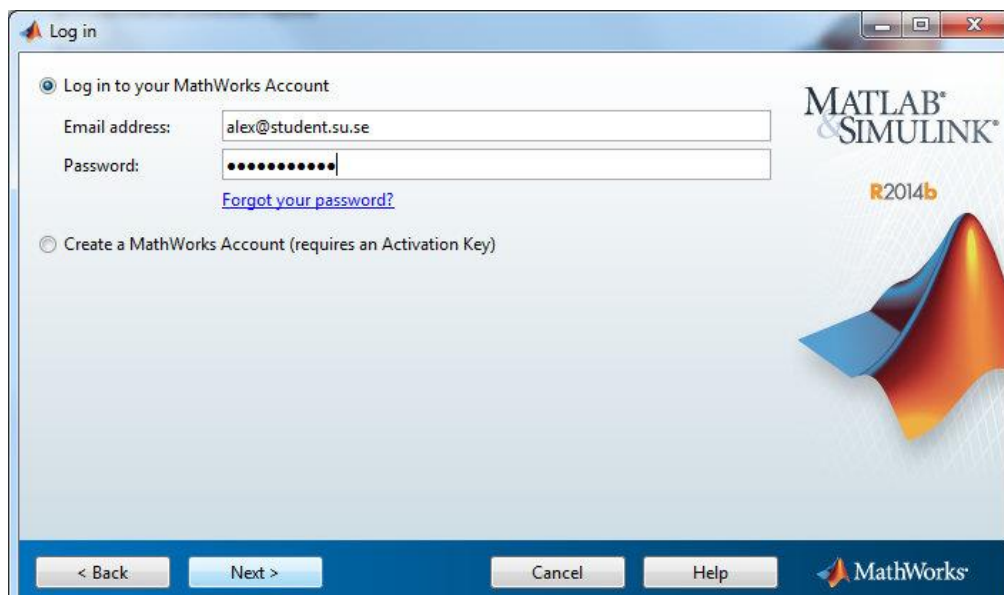 Log in
Log in to your MathWorks Account
Email address: alex@student.su.se
Password: ●●●●●●●●●●●
Forgot your password?
Create a MathWorks Account (requires an Activation Key)
MATLAB®
&SIMULINK®
R2014b
< Back Next > Cancel Help MathWorks®